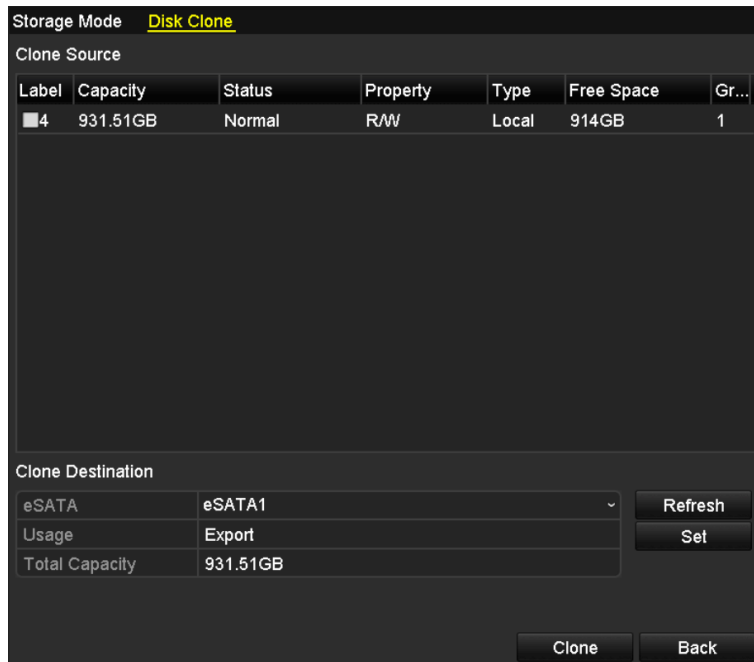 Storage Mode Disk Clone
Clone Source
Label Capacity Status Property Type Free Space Gr...
4 931.51GB Normal R/W Local 914GB 1
Clone Destination
eSATA eSATA1 Refresh
Usage Export Set
Total Capacity 931.51GB
Clone Back